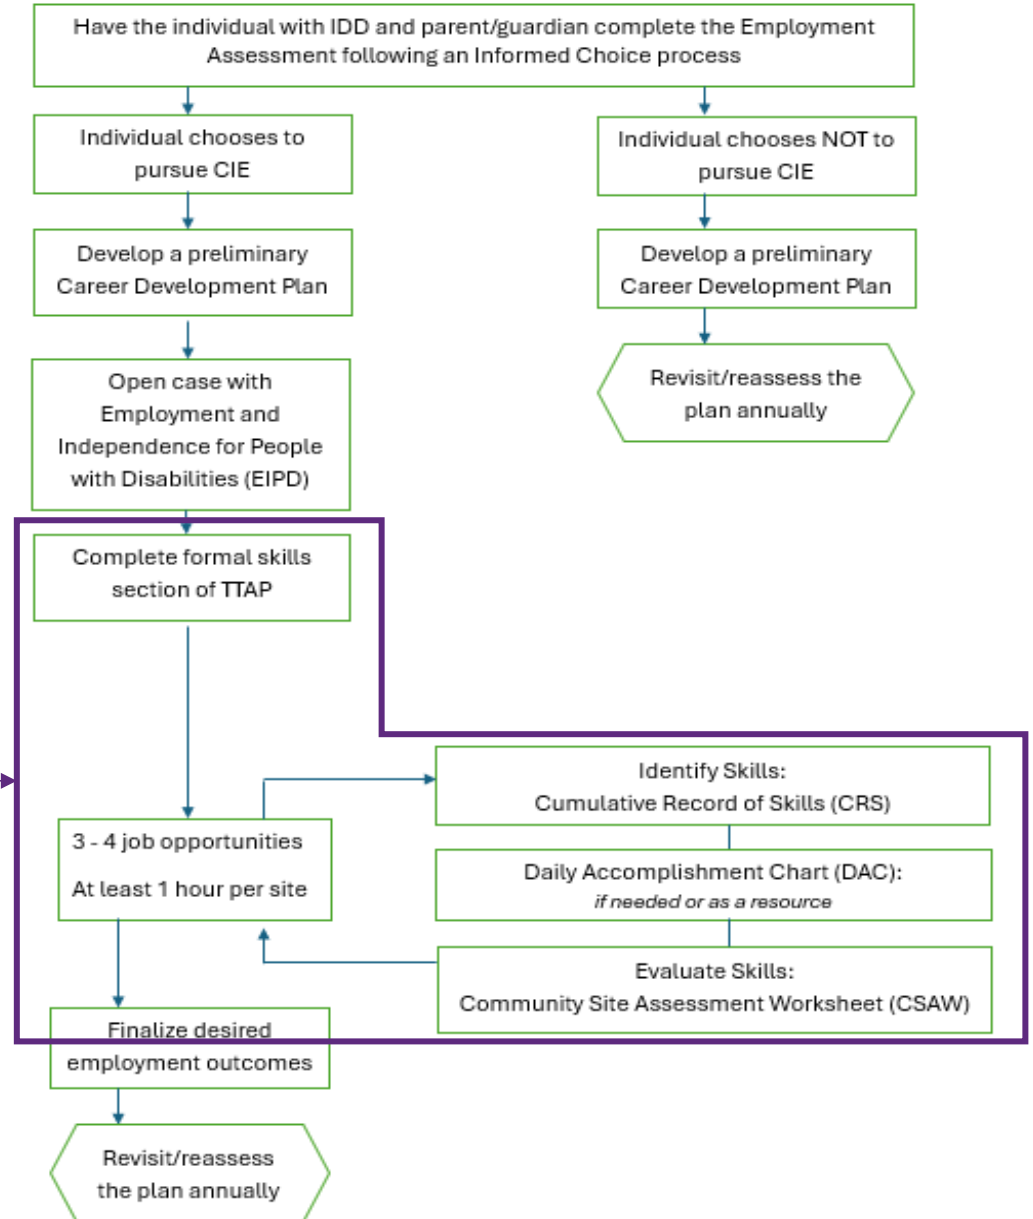 Have the individual with IDD and parent/guardian complete the Employment
Assessment following an Informed Choice process
Individual chooses to
pursue CIE
Individual chooses NOT to
pursue CIE
Develop a preliminary
Career Development Plan
Develop a preliminary
Career Development Plan
Open case with
Employment and
Independence for People
with Disabilities (EIPD)
Revisit/reassess the
plan annually
Complete formal skills
section of TTAP
3 - 4 job opportunities
At least 1 hour per site
Identify Skills:
Cumulative Record of Skills (CRS)
Daily Accomplishment Chart (DAC):
if needed or as a resource
Evaluate Skills:
Community Site Assessment Worksheet (CSAW)
Finalize desired
employment outcomes
Revisit/reassess
the plan annually